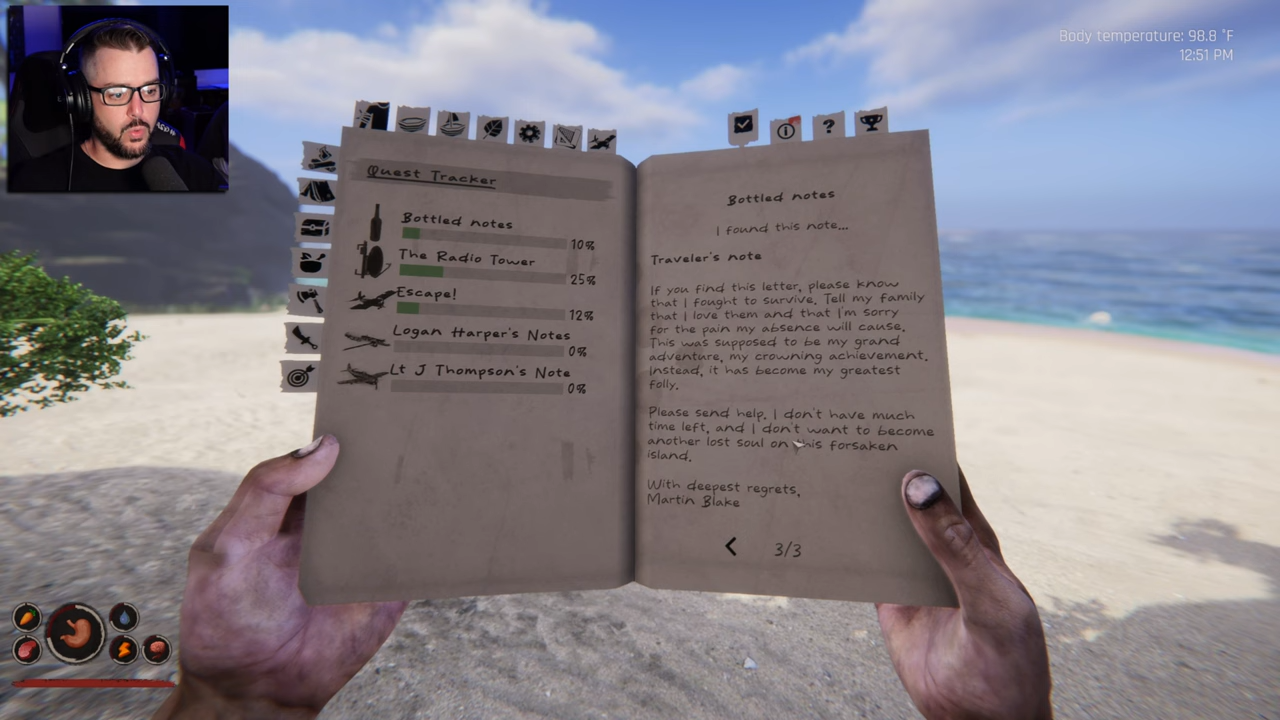 Body temperature: 98.8 °F
12:51 PM
Quest Tracker
Bottled notes
10%
The Radio Tower
25%
Escape!
12%
Logan Harper's Notes
0%
Lt J Thompson's Note
0%
Bottled notes
I found this note...
Traveler's note
If you find this letter, please know
that I fought to survive. Tell my family
that I love them and that I'm sorry
for the pain my absence will cause.
This was supposed to be my grand
adventure, my crowning achievement.
Instead, it has become my greatest
folly.
Please send help. I don't have much
time left, and I don't want to become
another lost soul on this forsaken
island.
With deepest regrets,
Martin Blake
3/3